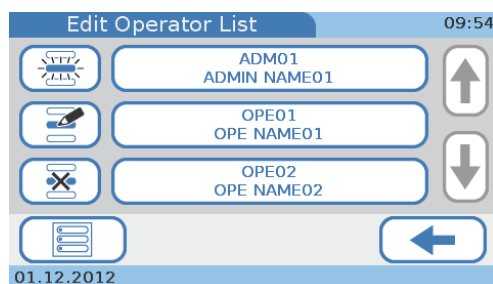 Edit Operator List
09:54
ADM01
ADMIN NAME01
OPE01
OPE NAME01
OPE02
OPE NAME02
01.12.2012